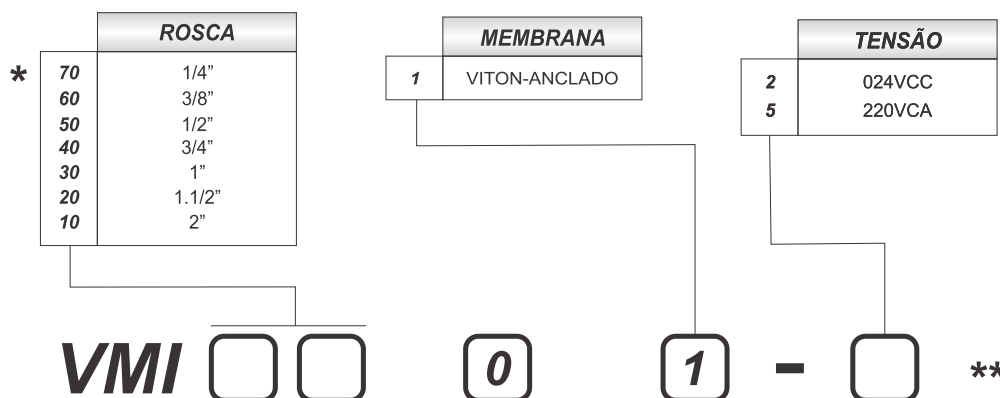 ROSCA
* 70 1/4”
60 3/8”
50 1/2”
40 3/4”
30 1”
20 1.1/2”
10 2”
MEMBRANA
1 VITON-ANCLADO
TENSÃO
2 024VCC
5 220VCA
VMI 0 1 - **